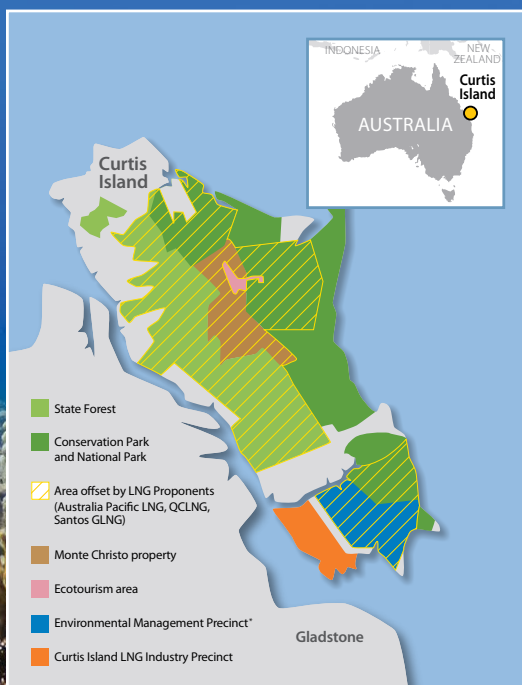 INDONESIA
NEW
ZEALAND
Curtis
Island
AUSTRALIA
Curtis
Island
State Forest
Conservation Park
and National Park
Area offset by LNG Proponents
(Australia Pacific LNG, QCLNG,
Santos GLNG)
Monte Christo property
Ecotourism area
Environmental Management Precinct*
Curtis Island LNG Industry Precinct
Gladstone